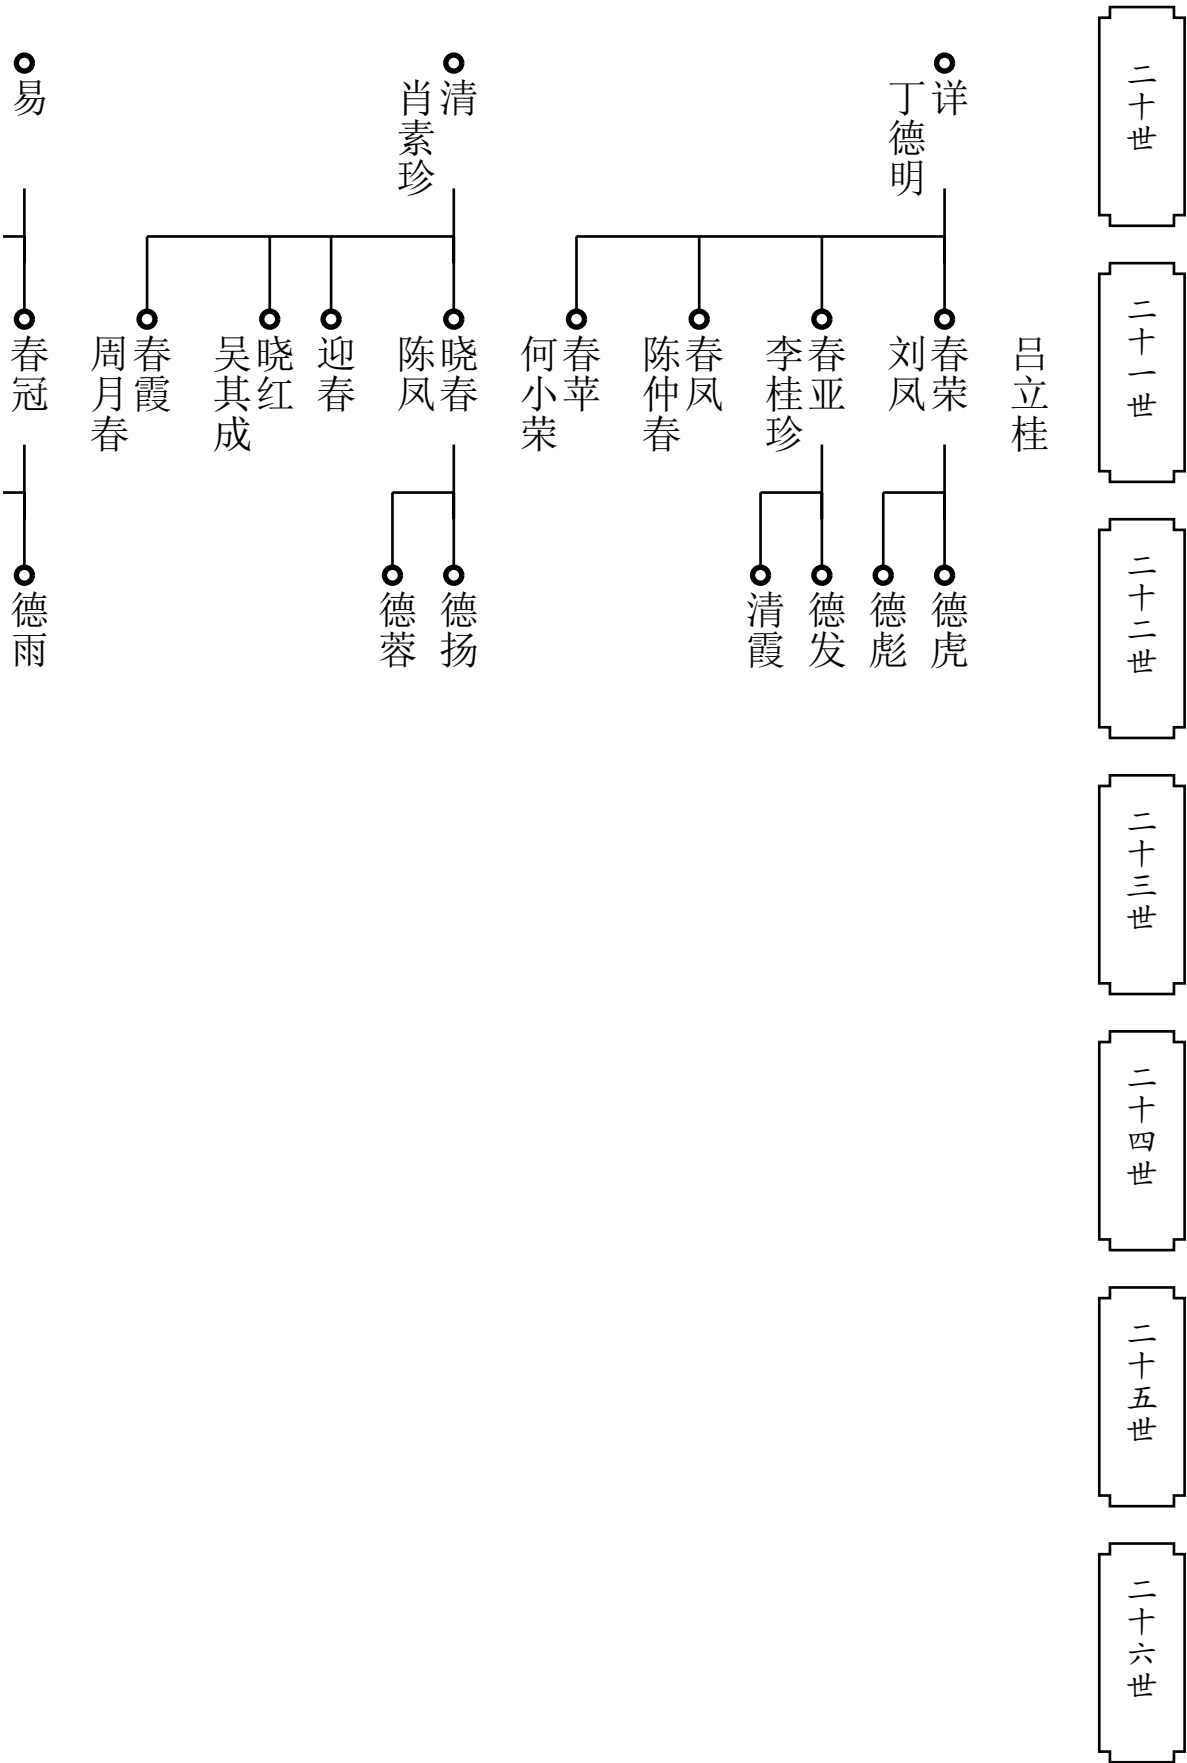 二十世
二十一世
二十二世
二十三世
二十四世
二十五世
二十六世
吕立桂
详
丁德明
春荣
刘凤
春亚
李桂珍
春凤
陈仲春
春苹
何小荣
德虎
德彪
德发
清霞
清
肖素珍
晓春
陈凤
迎春
晓红
吴其成
春霞
周月春
德扬
德蓉
易
春冠
德雨